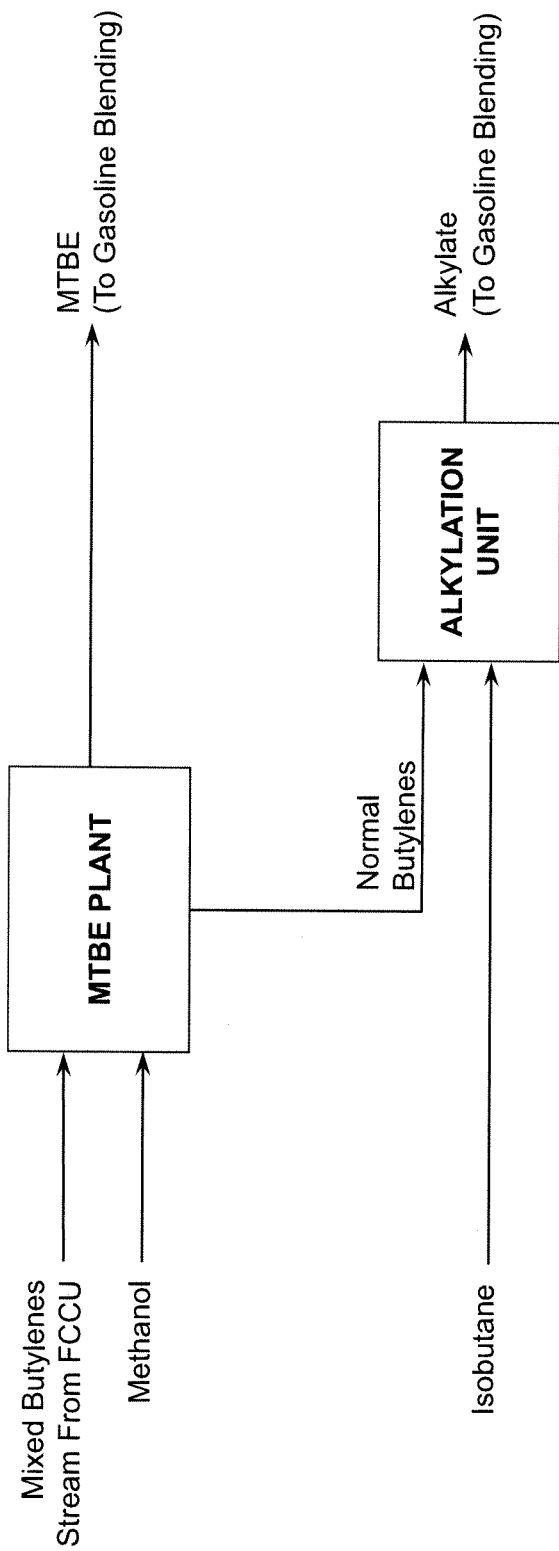 Mixed Butylenes
Stream From FCCU
Methanol
MTBE PLANT
MTBE
(To Gasoline Blending)
Normal
Butylenes
Isobutane
ALKYLATION
UNIT
Alkylate
(To Gasoline Blending)